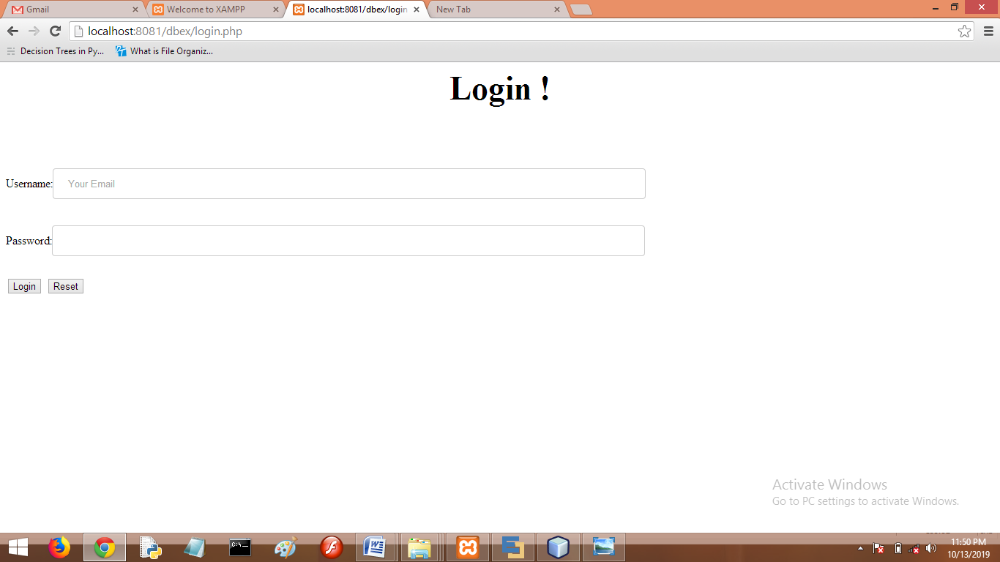 Gmail
Welcome to XAMPP
localhost:8081/dbex/login
New Tab
localhost:8081/dbex/login.php
Decision Trees in Py...
What is File Organiz...
Login !
Username:
Your Email
Password:
Login
Reset
Activate Windows
Go to PC settings to activate Windows.
C:\_
11:50 PM
10/13/2019